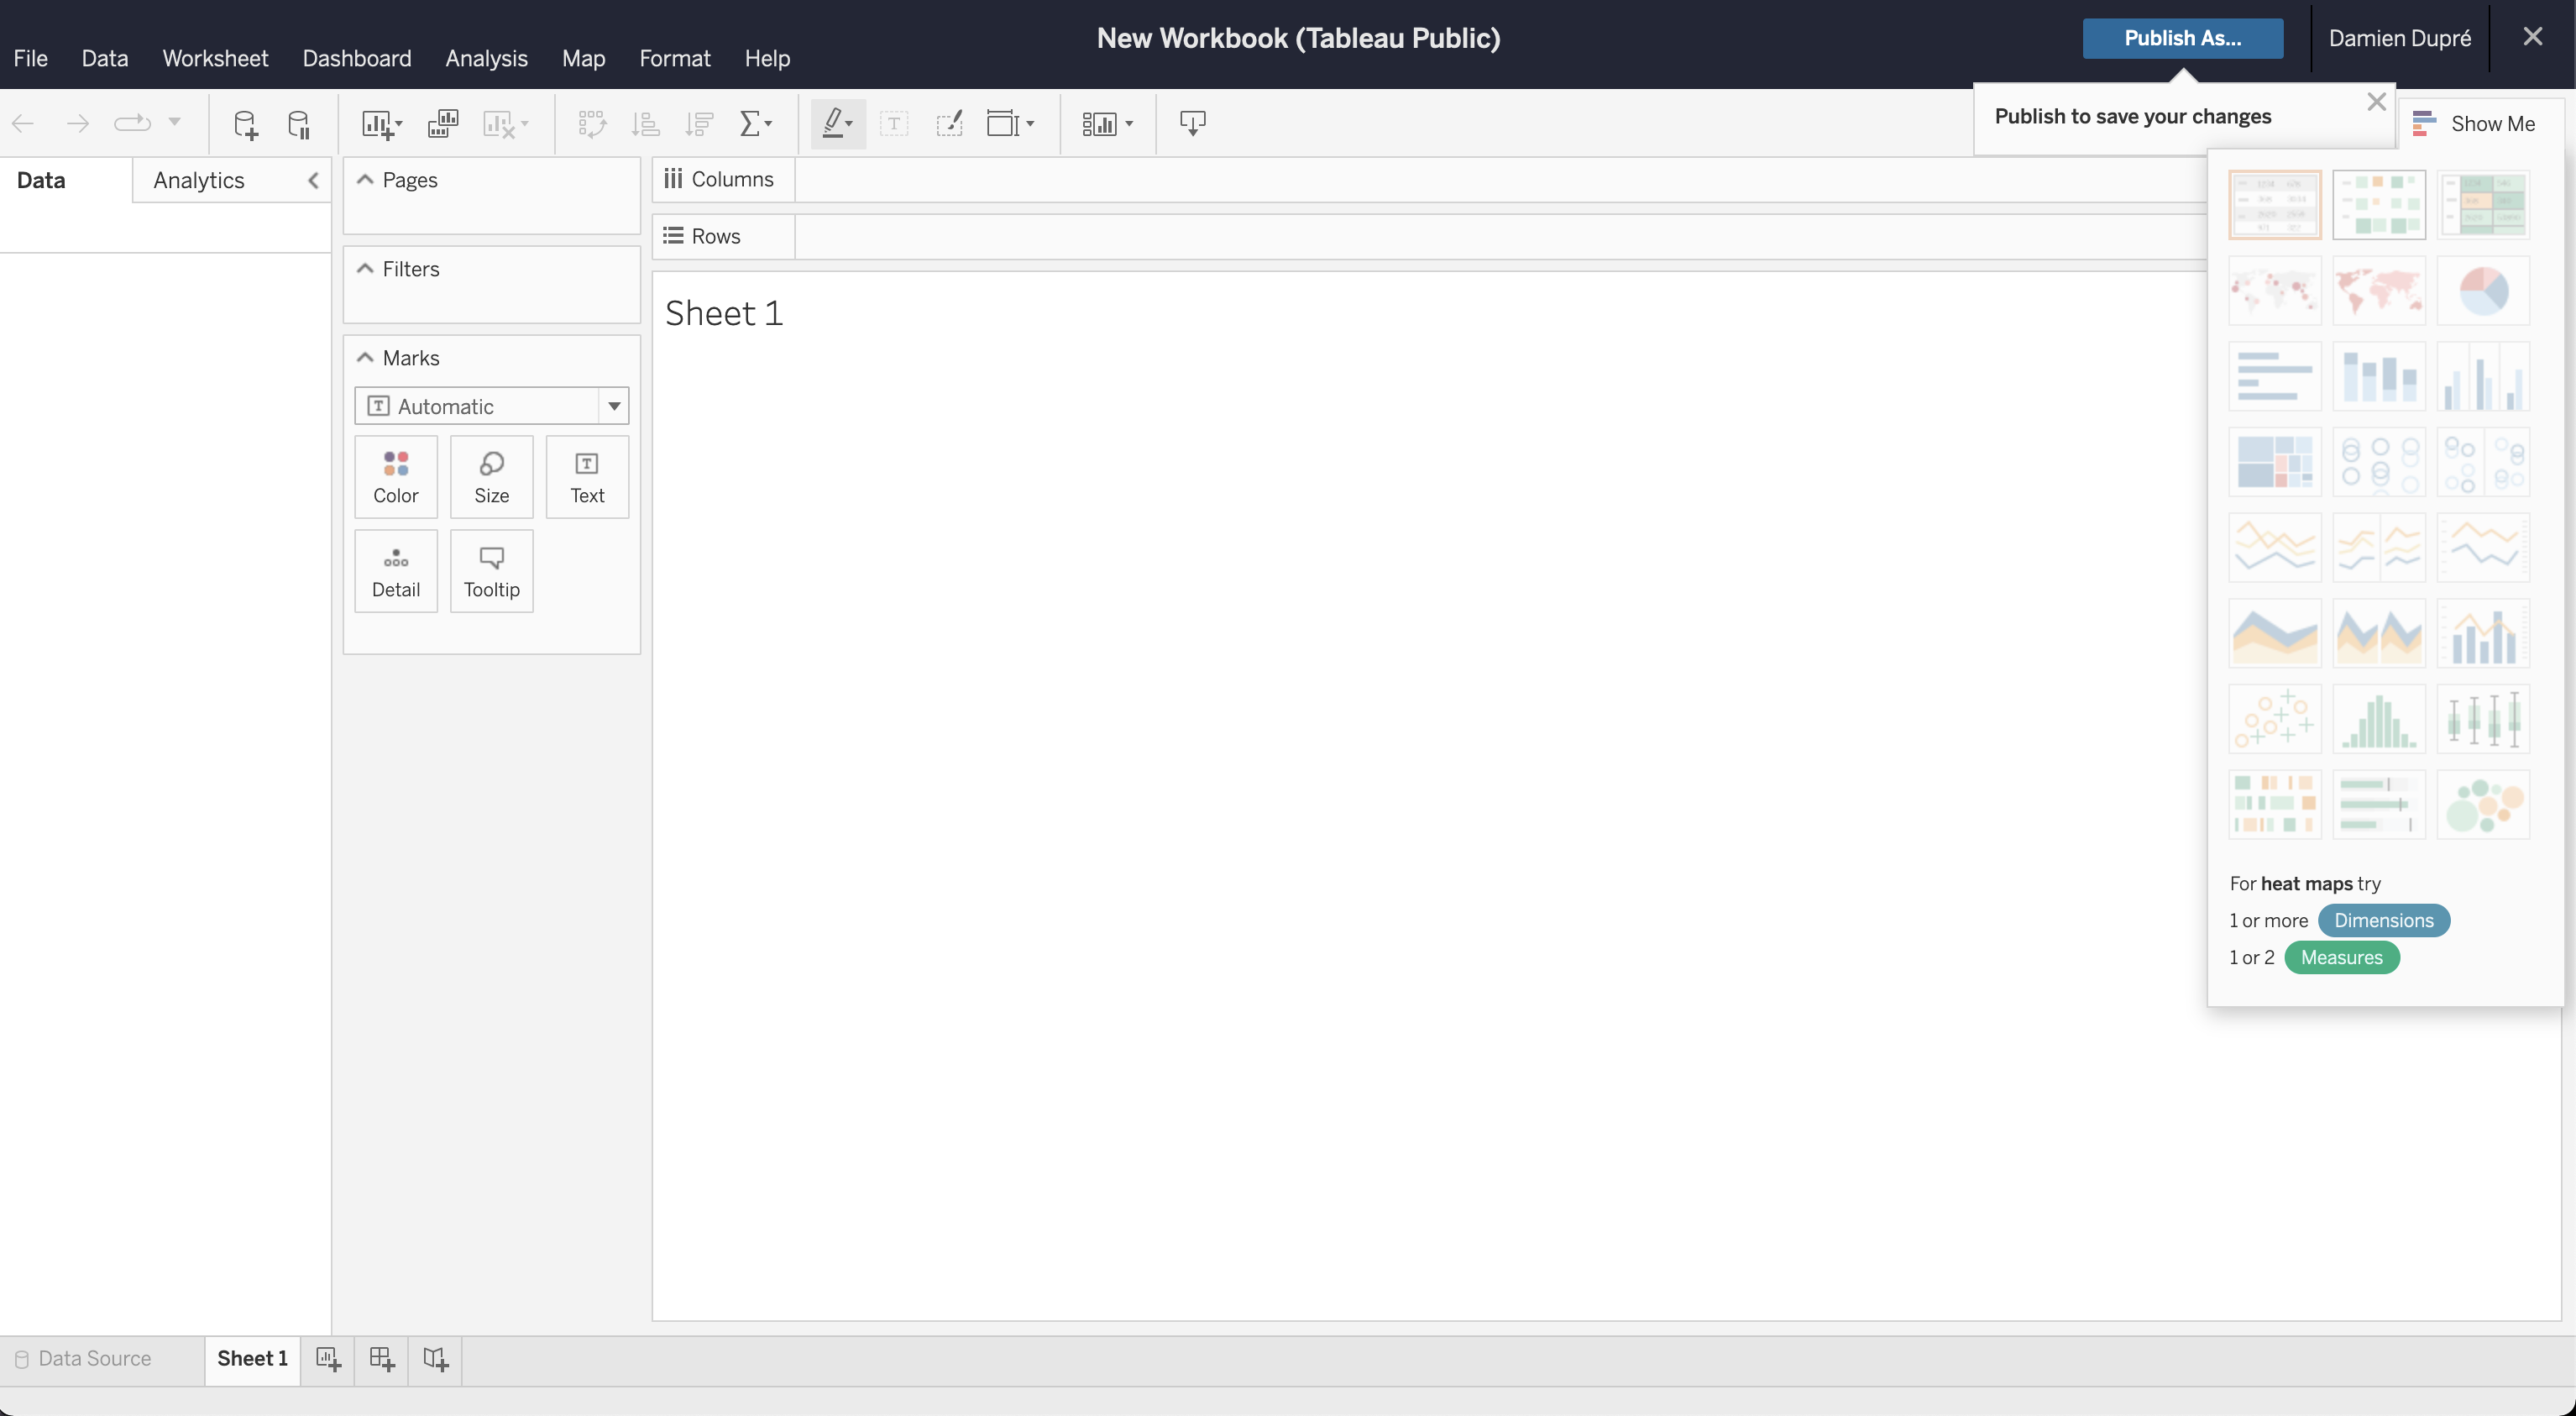 New Workbook (Tableau Public)
Publish As...
Damien Dupré
File Data Worksheet Dashboard Analysis Map Format Help
Publish to save your changes
Show Me
Data
Analytics
Pages
Columns
Rows
Filters
Sheet 1
Marks
Automatic
Color
Size
Text
Detail
Tooltip
For heat maps try
1 or more Dimensions
1 or 2 Measures
Data Source
Sheet 1